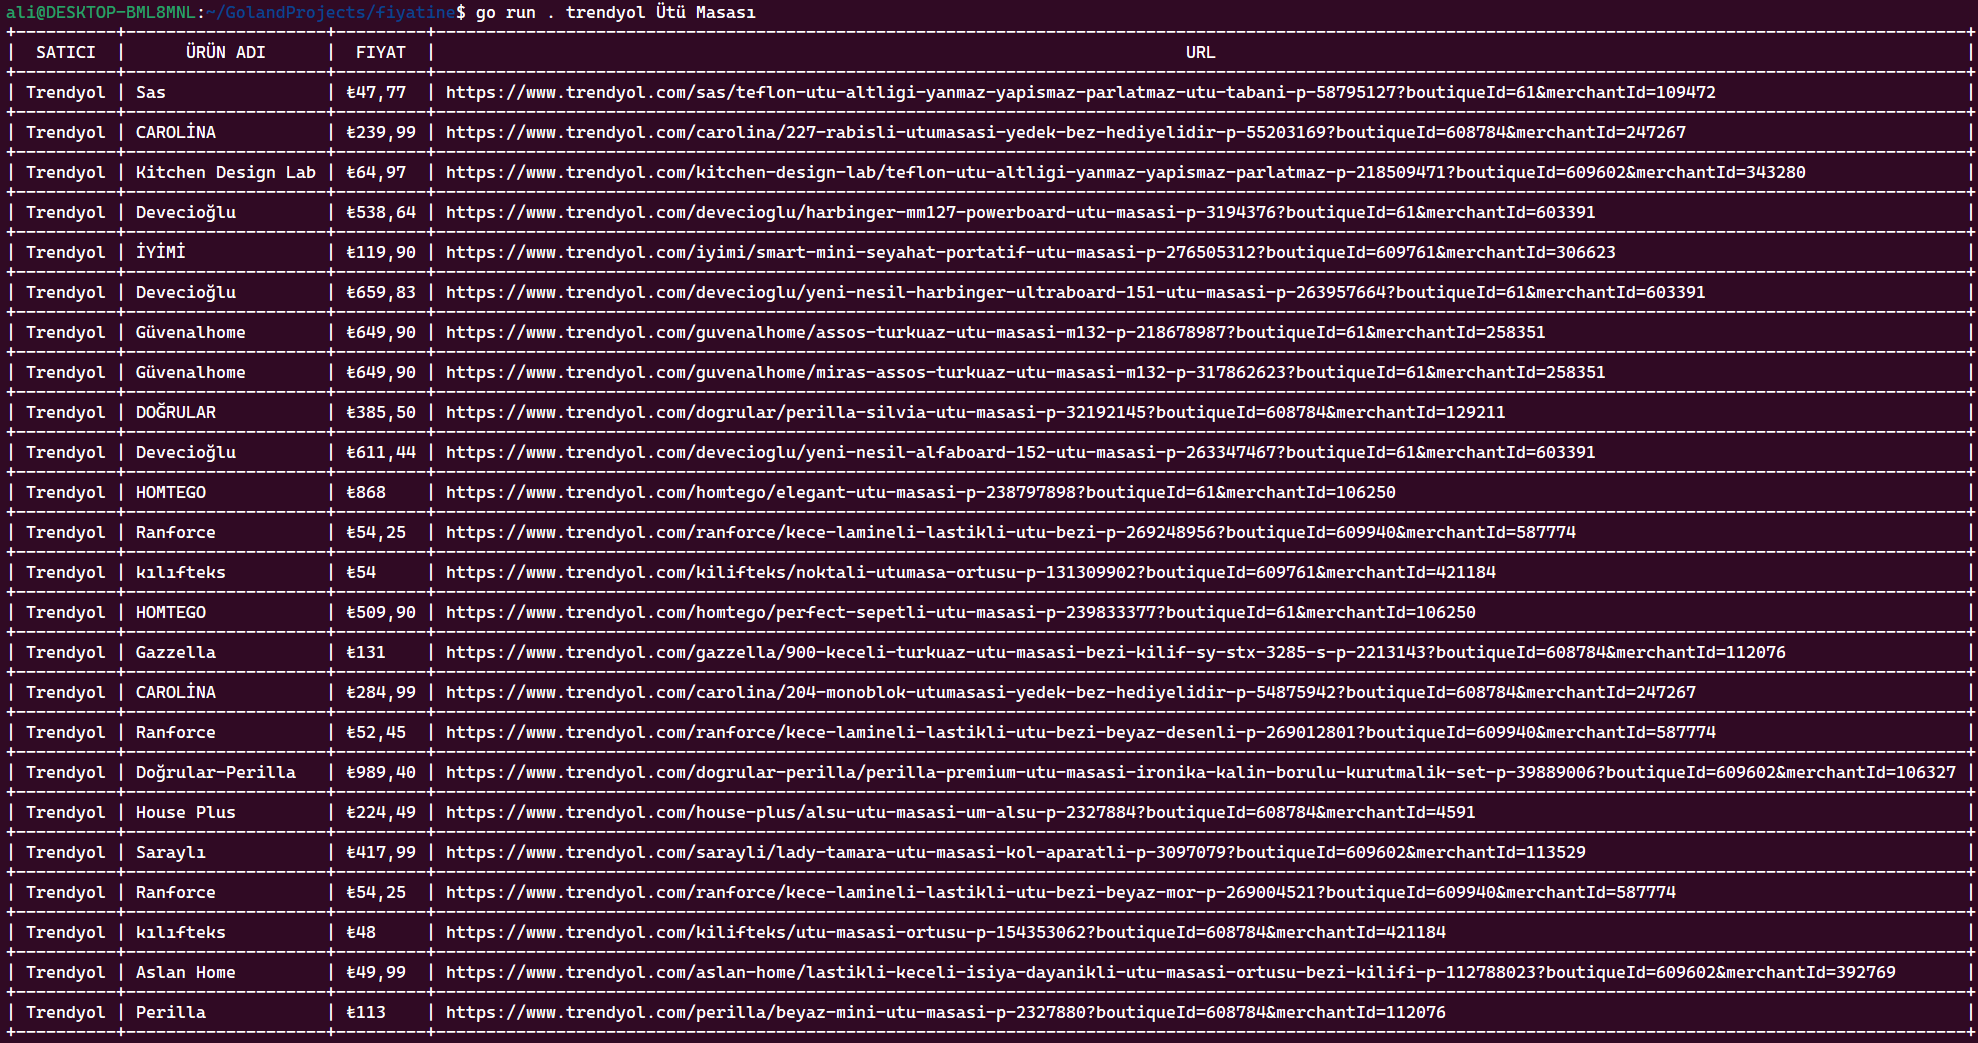 ali@DESKTOP-BML8MNL:~/GolandProjects/fiyatine$ go run . trendyol Ütü Masası
| SATICI | ÜRÜN ADI | FIYAT | URL |
| Trendyol | Sas | ₺47,77 | https://www.trendyol.com/sas/teflon-utu-altligi-yanmaz-yapismaz-parlatmaz-utu-tabani-p-58795127?boutiqueId=61&merchantId=109472 |
| Trendyol | CAROLİNA | ₺239,99 | https://www.trendyol.com/carolina/227-rabisli-utumasasi-yedek-bez-hediyelidir-p-55203169?boutiqueId=608784&merchantId=247267 |
| Trendyol | Kitchen Design Lab | ₺64,97 | https://www.trendyol.com/kitchen-design-lab/teflon-utu-altligi-yanmaz-yapismaz-parlatmaz-p-218509471?boutiqueId=609602&merchantId=343280 |
| Trendyol | Devecioğlu | ₺538,64 | https://www.trendyol.com/devecioglu/harbinger-mm127-powerboard-utu-masasi-p-3194376?boutiqueId=61&merchantId=603391 |
| Trendyol | İYİMİ | ₺119,90 | https://www.trendyol.com/iyimi/smart-mini-seyahat-portatif-utu-masasi-p-276505312?boutiqueId=609761&merchantId=306623 |
| Trendyol | Devecioğlu | ₺659,83 | https://www.trendyol.com/devecioglu/yeni-nesil-harbinger-ultraboard-151-utu-masasi-p-263957664?boutiqueId=61&merchantId=603391 |
| Trendyol | Güvenalhome | ₺649,90 | https://www.trendyol.com/guvenalhome/assos-turkuaz-utu-masasi-m132-p-218678987?boutiqueId=61&merchantId=258351 |
| Trendyol | Güvenalhome | ₺649,90 | https://www.trendyol.com/guvenalhome/miras-assos-turkuaz-utu-masasi-m132-p-317862623?boutiqueId=61&merchantId=258351 |
| Trendyol | DOĞRULAR | ₺385,50 | https://www.trendyol.com/dogrular/perilla-silvia-utu-masasi-p-32192145?boutiqueId=608784&merchantId=129211 |
| Trendyol | Devecioğlu | ₺611,44 | https://www.trendyol.com/devecioglu/yeni-nesil-alfaboard-152-utu-masasi-p-263347467?boutiqueId=61&merchantId=603391 |
| Trendyol | HOMTEGO | ₺868 | https://www.trendyol.com/homtego/elegant-utu-masasi-p-238797898?boutiqueId=61&merchantId=106250 |
| Trendyol | Ranforce | ₺54,25 | https://www.trendyol.com/ranforce/kece-lamineli-lastikli-utu-bezi-p-269248956?boutiqueId=609940&merchantId=587774 |
| Trendyol | kılıfteks | ₺54 | https://www.trendyol.com/kilifteks/noktali-utumasa-ortusu-p-131309902?boutiqueId=609761&merchantId=421184 |
| Trendyol | HOMTEGO | ₺509,90 | https://www.trendyol.com/homtego/perfect-sepetli-utu-masasi-p-239833377?boutiqueId=61&merchantId=106250 |
| Trendyol | Gazzella | ₺131 | https://www.trendyol.com/gazzella/900-keceli-turkuaz-utu-masasi-bezi-kilif-sy-stx-3285-s-p-2213143?boutiqueId=608784&merchantId=112076 |
| Trendyol | CAROLİNA | ₺284,99 | https://www.trendyol.com/carolina/204-monoblok-utumasasi-yedek-bez-hediyelidir-p-54875942?boutiqueId=608784&merchantId=247267 |
| Trendyol | Ranforce | ₺52,45 | https://www.trendyol.com/ranforce/kece-lamineli-lastikli-utu-bezi-beyaz-desenli-p-269012801?boutiqueId=609940&merchantId=587774 |
| Trendyol | Doğrular-Perilla | ₺989,40 | https://www.trendyol.com/dogrular-perilla/perilla-premium-utu-masasi-ironika-kalin-borulu-kurutmalik-set-p-39889006?boutiqueId=609602&merchantId=106327 |
| Trendyol | House Plus | ₺224,49 | https://www.trendyol.com/house-plus/alsu-utu-masasi-um-alsu-p-2327884?boutiqueId=608784&merchantId=4591 |
| Trendyol | Saraylı | ₺417,99 | https://www.trendyol.com/sarayli/lady-tamara-utu-masasi-kol-aparatli-p-3097079?boutiqueId=609602&merchantId=113529 |
| Trendyol | Ranforce | ₺54,25 | https://www.trendyol.com/ranforce/kece-lamineli-lastikli-utu-bezi-beyaz-mor-p-269004521?boutiqueId=609940&merchantId=587774 |
| Trendyol | kılıfteks | ₺48 | https://www.trendyol.com/kilifteks/utu-masasi-ortusu-p-154353062?boutiqueId=608784&merchantId=421184 |
| Trendyol | Aslan Home | ₺49,99 | https://www.trendyol.com/aslan-home/lastikli-keceli-isiya-dayanikli-utu-masasi-ortusu-bezi-kilifi-p-112788023?boutiqueId=609602&merchantId=392769 |
| Trendyol | Perilla | ₺113 | https://www.trendyol.com/perilla/beyaz-mini-utu-masasi-p-2327880?boutiqueId=608784&merchantId=112076 |